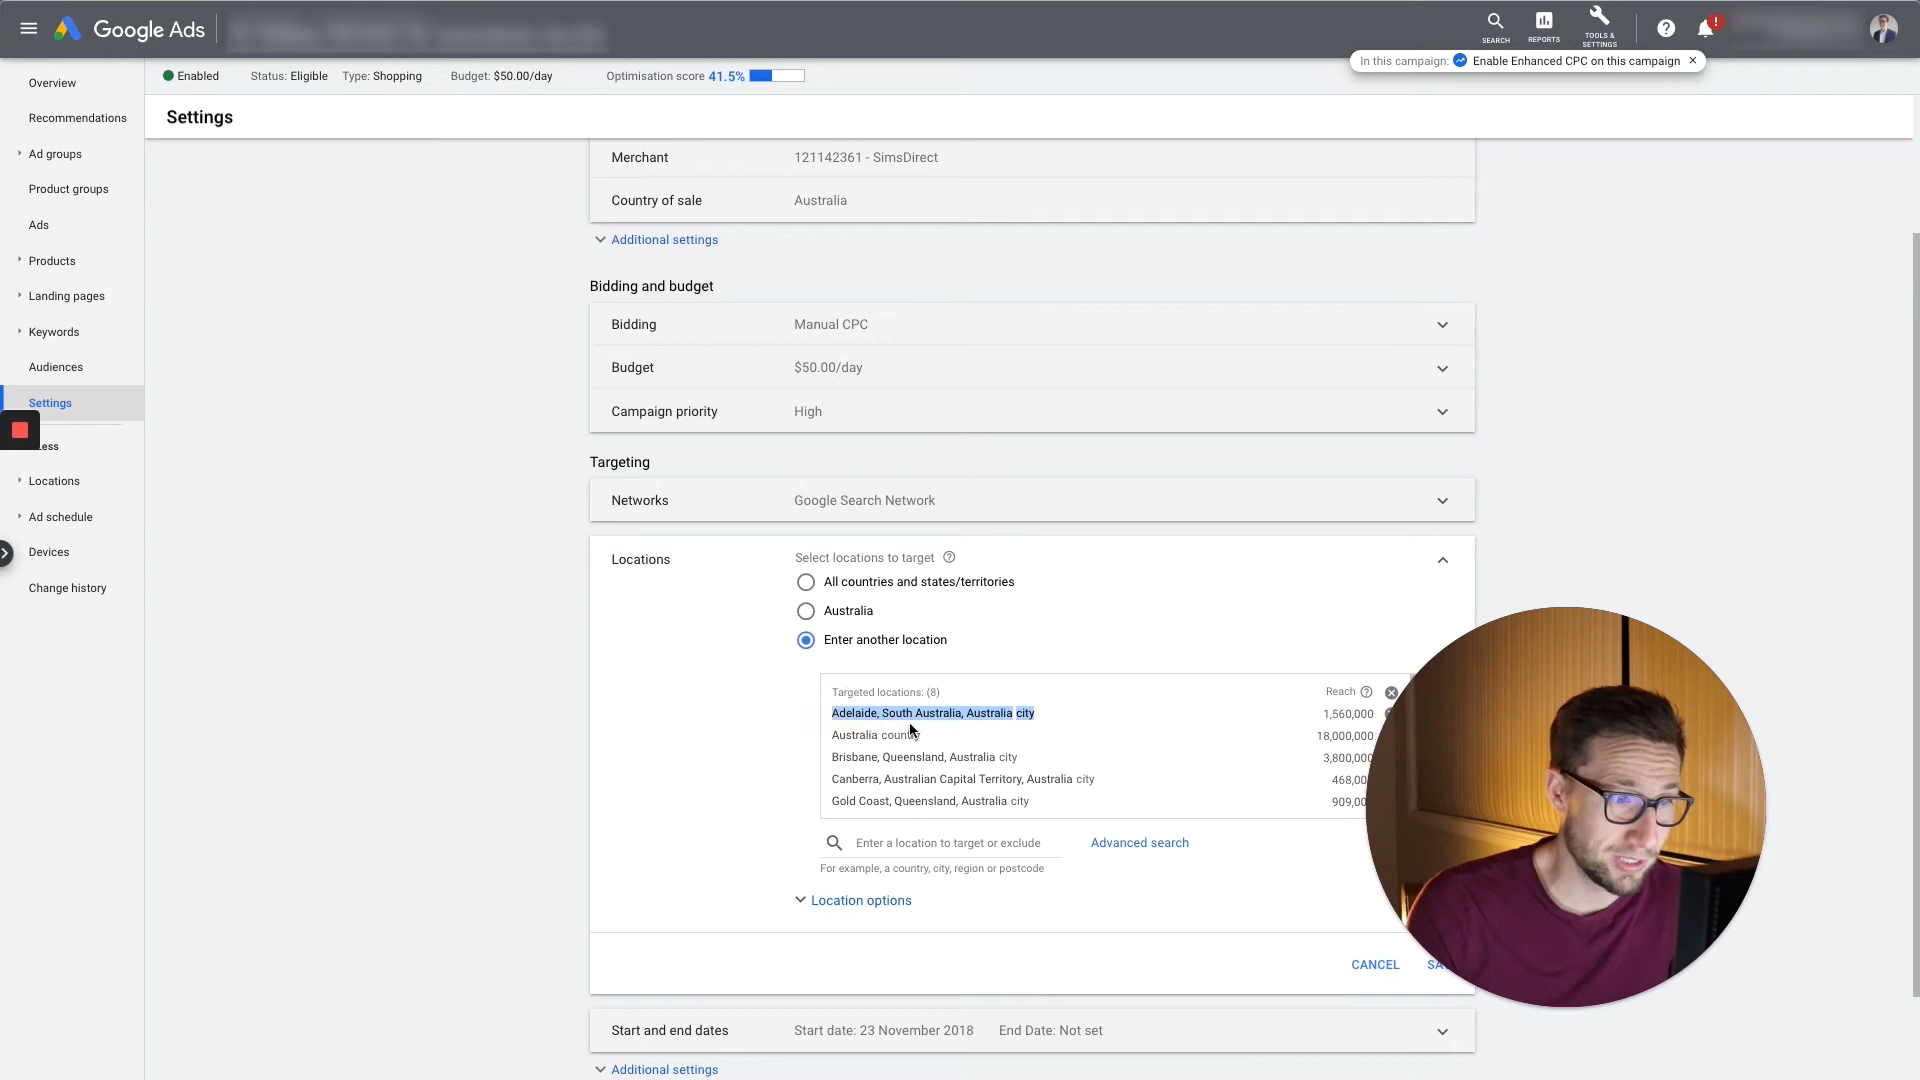 Google Ads
SEARCH
REPORTS
TOOLS & SETTINGS
!
Enabled
Status: Eligible
Type: Shopping
Budget: $50.00/day
Optimisation score 41.5%
In this campaign: Enable Enhanced CPC on this campaign
Overview
Recommendations
Ad groups
Product groups
Ads
Products
Landing pages
Keywords
Audiences
Settings
Locations
Ad schedule
Devices
Change history
Settings
Merchant 121142361 - SimsDirect
Country of sale Australia
Additional settings
Bidding and budget
Bidding Manual CPC
Budget $50.00/day
Campaign priority High
Targeting
Networks Google Search Network
Locations
Select locations to target
All countries and states/territories
Australia
Enter another location
Targeted locations: (8) Reach
Adelaide, South Australia, Australia city 1,560,000
Australia country 18,000,000
Brisbane, Queensland, Australia city 3,800,000
Canberra, Australian Capital Territory, Australia city 468,00
Gold Coast, Queensland, Australia city 909,00
Enter a location to target or exclude Advanced search
For example, a country, city, region or postcode
Location options
CANCEL
Start and end dates Start date: 23 November 2018 End Date: Not set
Additional settings